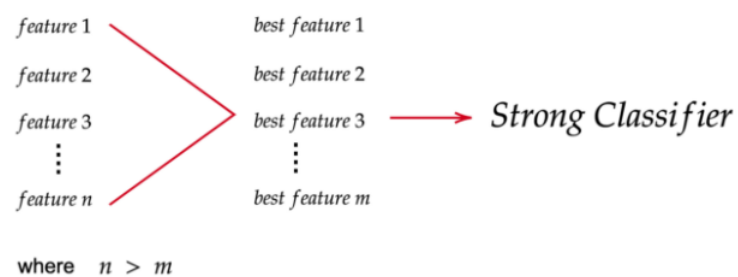 feature 1
feature 2
feature 3
feature n
best feature 1
best feature 2
best feature 3
best feature m
Strong Classifier
where n > m